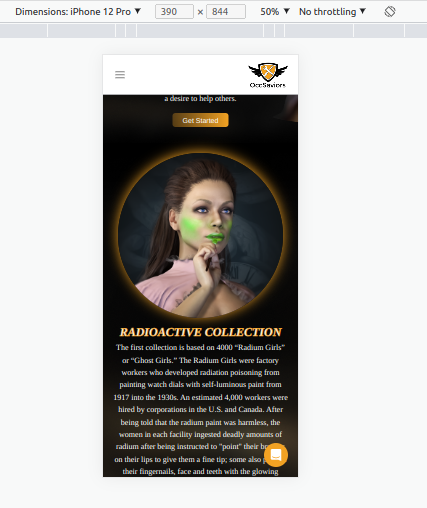 Dimensions: iPhone 12 Pro ▼ 390 × 844 50% ▼ No throttling ▼
OccSaviors
a desire to help others.
Get Started
RADIOACTIVE COLLECTION
The first collection is based on 4000 “Radium Girls”
or “Ghost Girls.” The Radium Girls were factory
workers who developed radiation poisoning from
painting watch dials with self-luminous paint from
1917 into the 1930s. An estimated 4,000 workers were
hired by corporations in the U.S. and Canada. After
being told that the radium paint was harmless, the
women in each facility ingested deadly amounts of
radium after being instructed to "point" their
on their lips to give them a fine tip; some also
their fingernails, face and teeth with the glowing